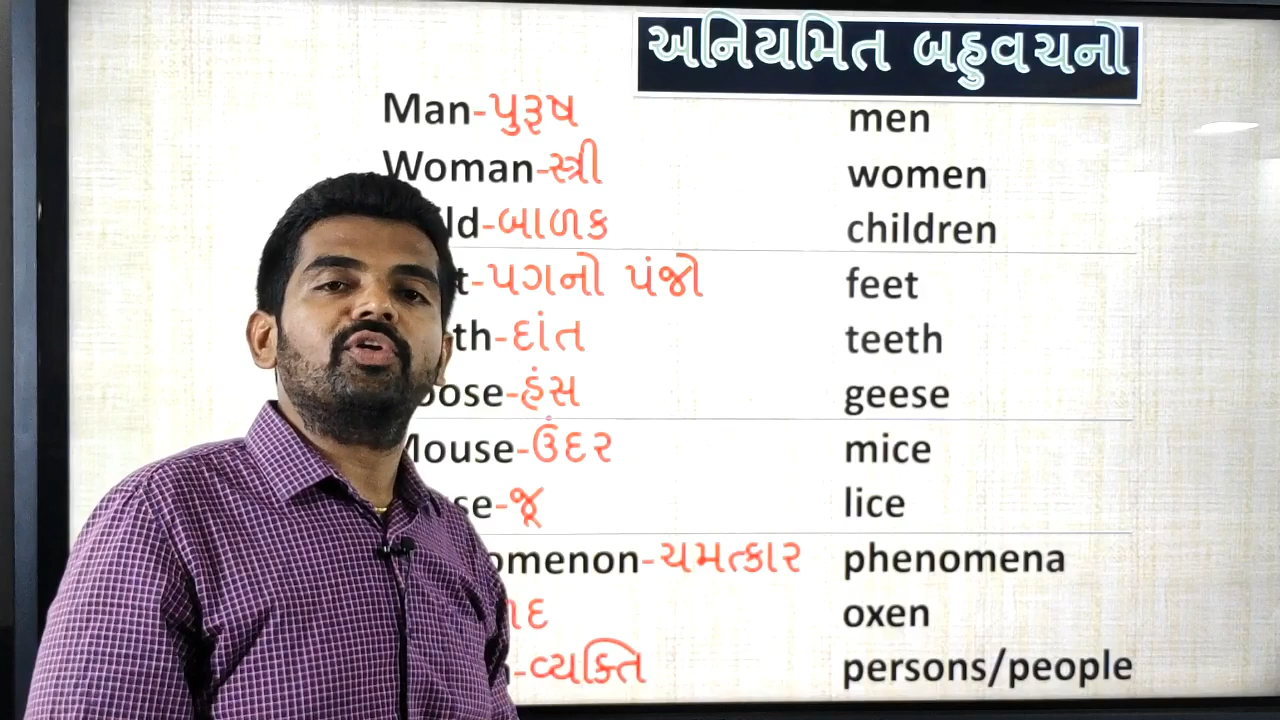 અનિયમિત બહુવચનો
Man-પુરૂષ men
Woman-સ્ત્રી women
-બાળક children
-પગનો પંજો feet
-દાંત teeth
-હંસ geese
Mouse-ઉંદર mice
-જૂ lice
-ચમત્કાર phenomena
oxen
-વ્યક્તિ persons/people